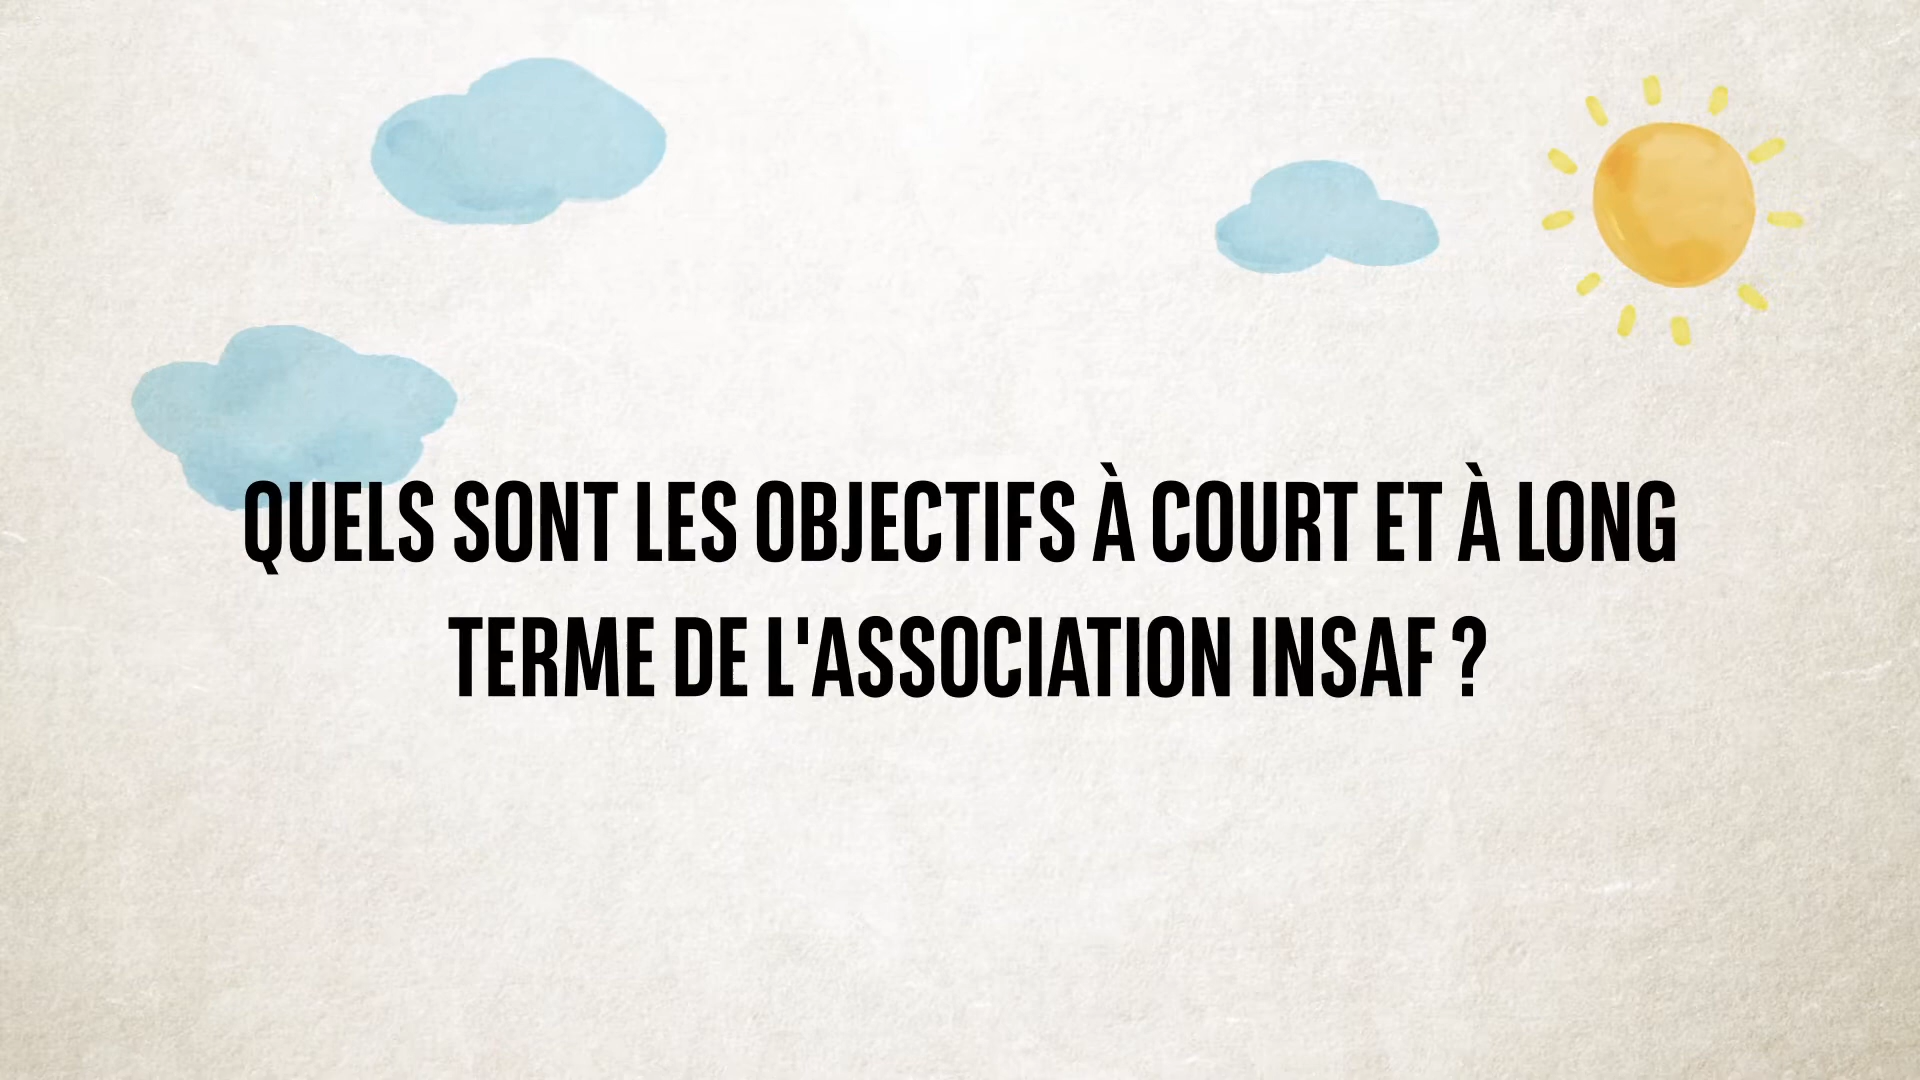 QUELS SONT LES OBJECTIFS À COURT ET À LONG
TERME DE L'ASSOCIATION INSAF ?